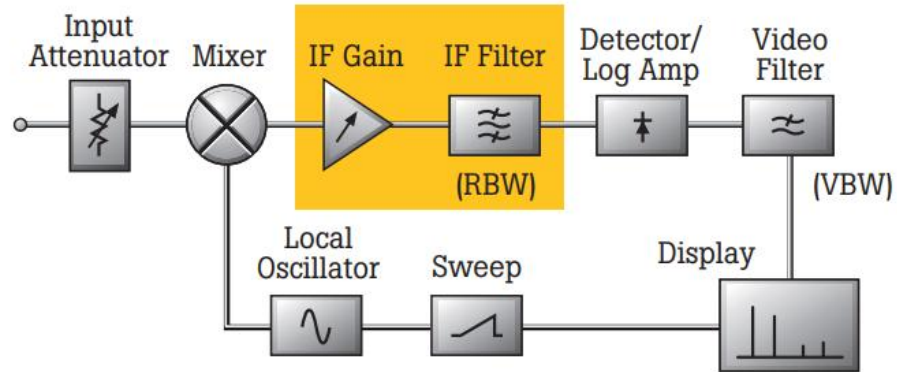 Input
Attenuator
Mixer
IF Gain
IF Filter
Detector/
Log Amp
Video
Filter
(RBW)
(VBW)
Local
Oscillator
Sweep
Display